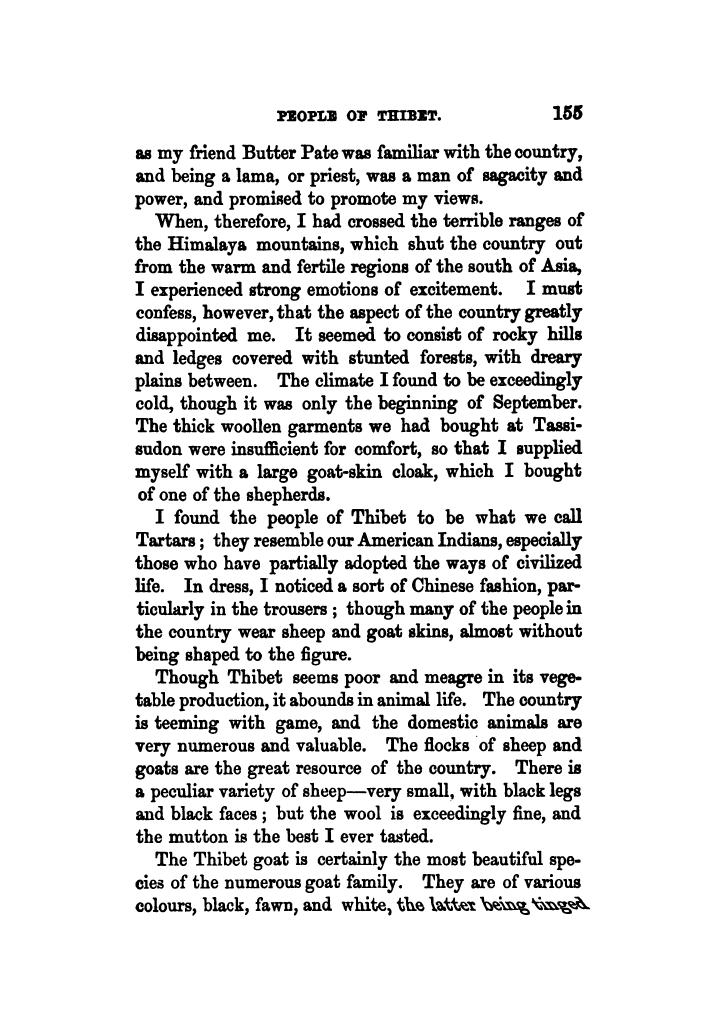 PEOPLE OF THIBET. 155
as my friend Butter Pate was familiar with the country,
and being a lama, or priest, was a man of sagacity and
power, and promised to promote my views.
When, therefore, I had crossed the terrible ranges of
the Himalaya mountains, which shut the country out
from the warm and fertile regions of the south of Asia,
I experienced strong emotions of excitement. I must
confess, however, that the aspect of the country greatly
disappointed me. It seemed to consist of rocky hills
and ledges covered with stunted forests, with dreary
plains between. The climate I found to be exceedingly
cold, though it was only the beginning of September.
The thick woollen garments we had bought at Tassi-
sudon were insufficient for comfort, so that I supplied
myself with a large goat-skin cloak, which I bought
of one of the shepherds.
I found the people of Thibet to be what we call
Tartars; they resemble our American Indians, especially
those who have partially adopted the ways of civilized
life. In dress, I noticed a sort of Chinese fashion, par-
ticularly in the trousers; though many of the people in
the country wear sheep and goat skins, almost without
being shaped to the figure.
Though Thibet seems poor and meagre in its vege-
table production, it abounds in animal life. The country
is teeming with game, and the domestic animals are
very numerous and valuable. The flocks of sheep and
goats are the great resource of the country. There is
a peculiar variety of sheep—very small, with black legs
and black faces; but the wool is exceedingly fine, and
the mutton is the best I ever tasted.
The Thibet goat is certainly the most beautiful spe-
cies of the numerous goat family. They are of various
colours, black, fawn, and white, the latter being tinged